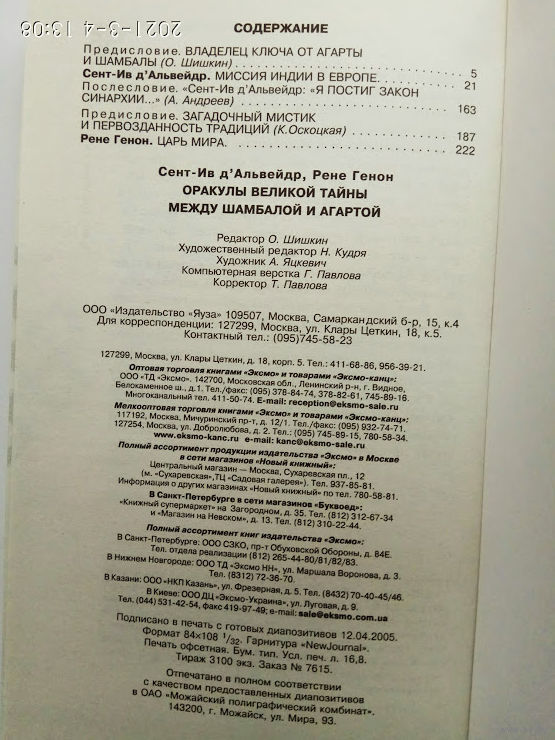 2021-3-4 13:08
СОДЕРЖАНИЕ
Предисловие. ВЛАДЕЛЕЦ КЛЮЧА ОТ АГАРТЫ
И ШАМБАЛЫ (О. Шишкин) 5
Сент-Ив д'Альвейдр. МИССИЯ ИНДИИ В ЕВРОПЕ. 21
Послесловие. «Сент-Ив д'Альвейдр: «Я ПОСТИГ ЗАКОН
СИНАРХИИ...» (А. Андреев) 163
Предисловие. ЗАГАДОЧНЫЙ МИСТИК
И ПЕРВОЗДАННОСТЬ ТРАДИЦИЙ (К.Оскоцкая) 187
Рене Генон. ЦАРЬ МИРА. 222
Сент-Ив д'Альвейдр, Рене Генон
ОРАКУЛЫ ВЕЛИКОЙ ТАЙНЫ
МЕЖДУ ШАМБАЛОЙ И АГАРТОЙ
Редактор О. Шишкин
Художественный редактор Н. Кудря
Художник А. Яцкевич
Компьютерная верстка Г. Павлова
Корректор Т. Павлова
ООО «Издательство «Яуза» 109507, Москва, Самаркандский б-р, 15, к.4
Для корреспонденции: 127299, Москва, ул. Клары Цеткин, 18, к.5.
Контактный тел.: (095)745-58-23
127299, Москва, ул. Клары Цеткин, д. 18, корп. 5. Тел.: 411-68-86, 956-39-21.
Оптовая торговля книгами «Эксмо» и товарами «Эксмо-канц»:
ООО «ТД «Эксмо». 142700, Московская обл., Ленинский р-н, г. Видное,
Белокаменное ш., д.1. Тел./факс: (095) 378-84-74, 378-82-61, 745-89-16.
Многоканальный тел. 411-50-74. E-mail: reception@eksmo-sale.ru
Мелкооптовая торговля книгами «Эксмо» и товарами «Эксмо-канц»:
117192, Москва, Мичуринский пр-т, д. 12/1. Тел./факс: (095) 932-74-71.
127254, Москва, ул. Добролюбова, д. 2. Тел.: (095) 745-89-15, 780-58-34.
www.eksmo-kanc.ru e-mail: kanc@eksmo-sale.ru
Полный ассортимент продукции издательства «Эксмо» в Москве
в сети магазинов «Новый книжный»:
Центральный магазин — Москва, Сухаревская пл., 12
(м. «Сухаревская»,ТЦ «Садовая галерея»). Тел. 937-85-81.
Информация о других магазинах «Новый книжный» по тел. 780-58-81.
В Санкт-Петербурге в сети магазинов «Буквоед»:
«Книжный супермаркет» на Загородном, д. 35. Тел. (812) 312-67-34
и «Магазин на Невском», д. 13. Тел. (812) 310-22-44.
Полный ассортимент книг издательства «Эксмо»:
В Санкт-Петербурге: ООО СЗКО, пр-т Обуховской Обороны, д. 84Е.
Тел. отдела реализации (812) 265-44-80/81/82/83.
В Нижнем Новгороде: ООО ТД «Эксмо НН», ул. Маршала Воронова, д. 3.
Тел. (8312) 72-36-70.
В Казани: ООО «НКП Казань», ул. Фрезерная, д. 5. Тел. (8432) 70-40-45/46.
В Киеве: ООО ДЦ «Эксмо-Украина», ул. Луговая, д. 9.
Тел. (044) 531-42-54, факс 419-97-49; e-mail: sale@eksmo.com.ua
Подписано в печать с готовых диапозитивов 12.04.2005.
Формат 84×108 1/32. Гарнитура «NewJournal».
Печать офсетная. Бум. тип. Усл. печ. л. 16,8.
Тираж 3100 экз. Заказ № 7615.
Отпечатано в полном соответствии
с качеством предоставленных диапозитивов
в ОАО «Можайский полиграфический комбинат».
143200, г. Можайск, ул. Мира, 93.